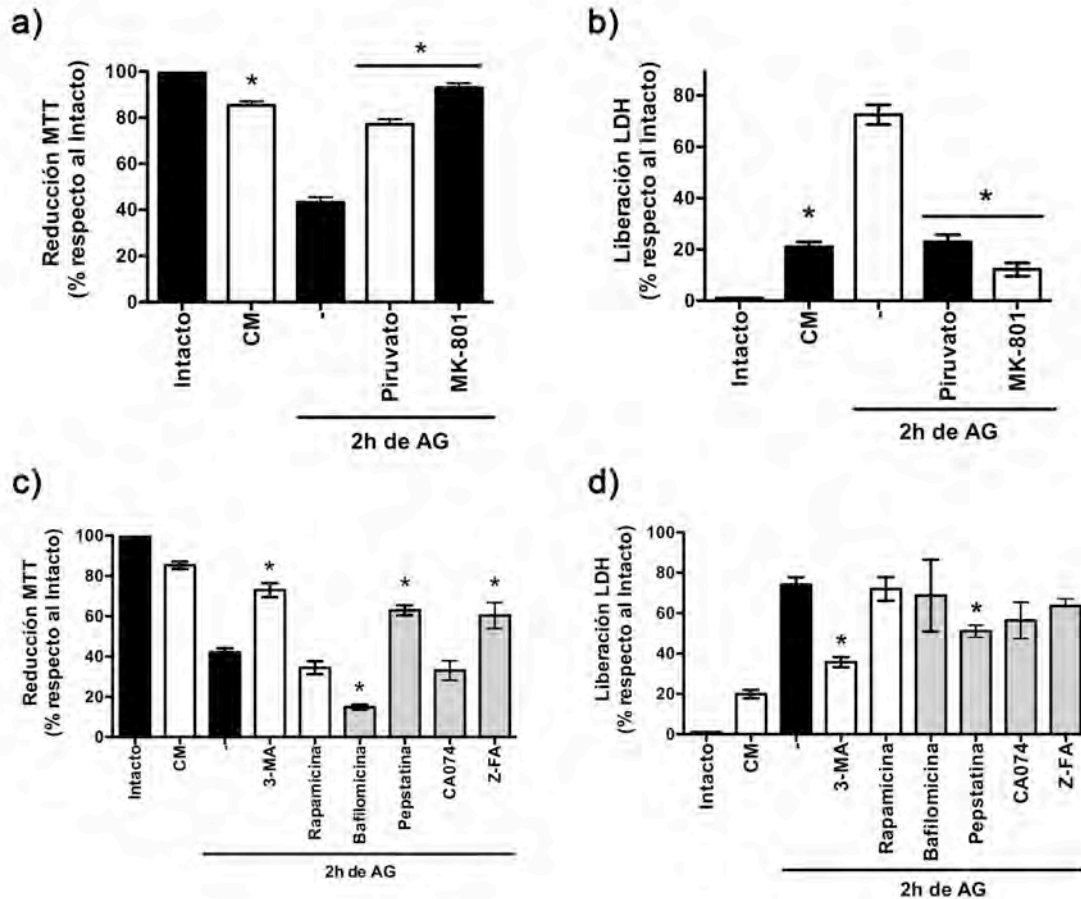 a)
Reducción MTT
(% respecto al Intacto)
100
80
60
40
20
0
*
*
Intacto
CM
-
Piruvato
MK-801
2h de AG
b)
Liberación LDH
(% respecto al Intacto)
80
60
40
20
0
*
*
Intacto
CM
-
Piruvato
MK-801
2h de AG
c)
Reducción MTT
(% respecto al Intacto)
100
80
60
40
20
0
*
*
*
*
Intacto
CM
-
3-MA
Rapamicina
Bafilomicina
Pepstatina
CA074
Z-FA
2h de AG
d)
Liberación LDH
(% respecto al Intacto)
100
80
60
40
20
0
*
*
Intacto
CM
-
3-MA
Rapamicina
Bafilomicina
Pepstatina
CA074
Z-FA
2h de AG